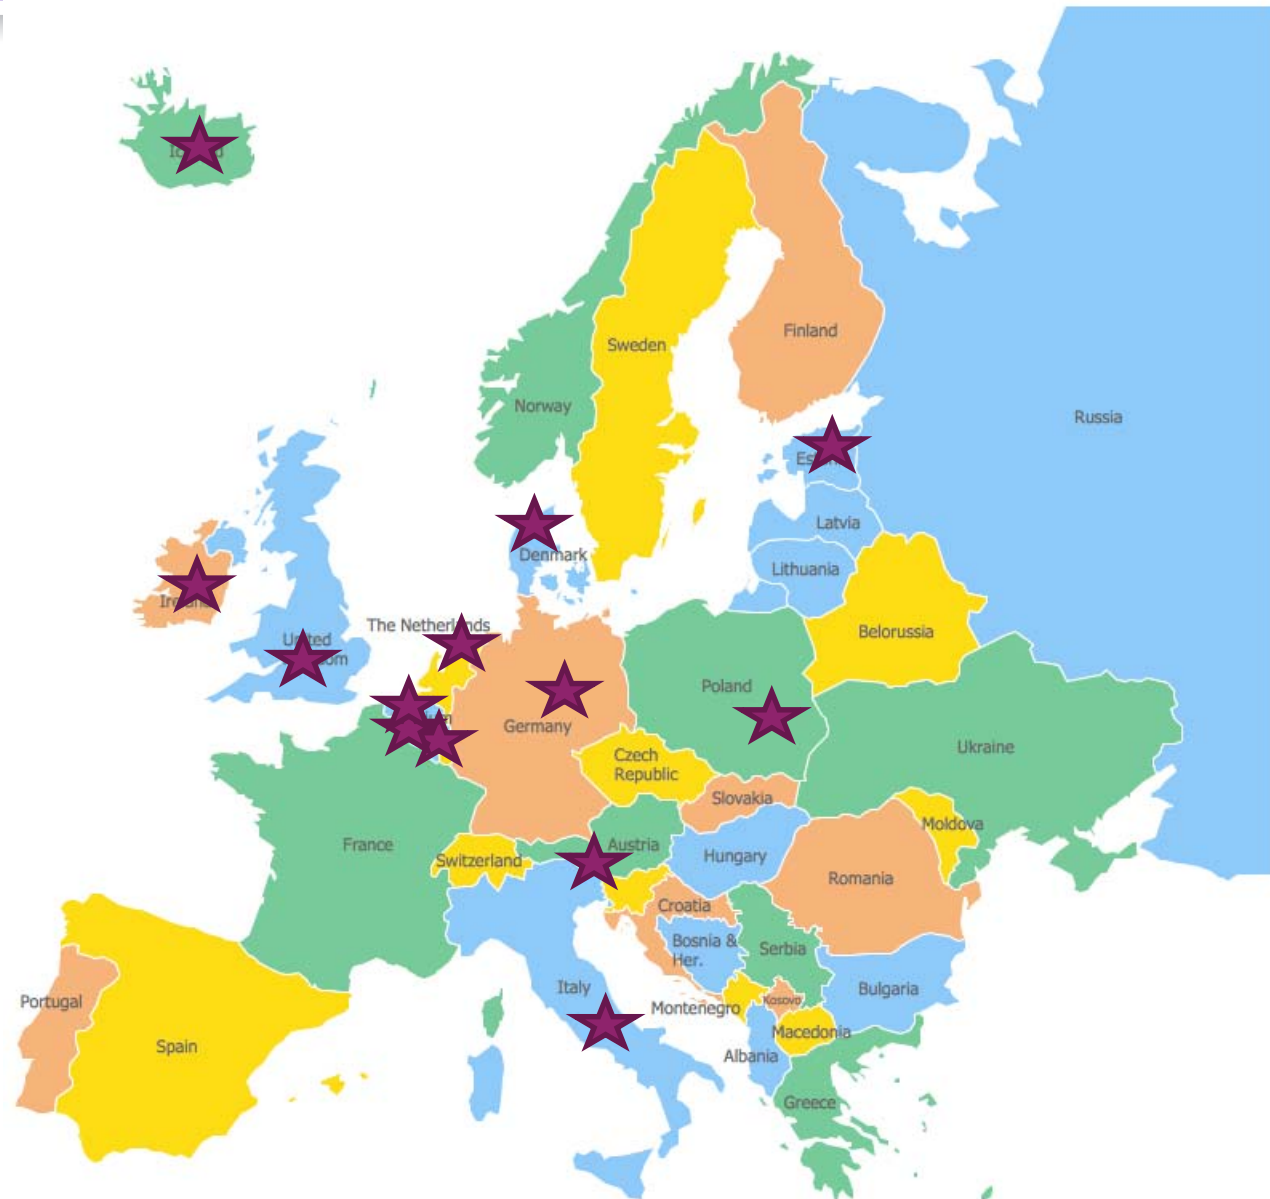 Sweden
Finland
Norway
Russia
Latvia
Denmark
Lithuania
The Netherlands
Belorussia
Poland
Germany
Ukraine
Czech
Republic
Slovakia
Moldova
France
Austria
Switzerland
Hungary
Romania
Croatia
Bosnia &
Her.
Serbia
Italy
Bulgaria
Portugal
Montenegro
Kosovo
Macedonia
Spain
Albania
Greece